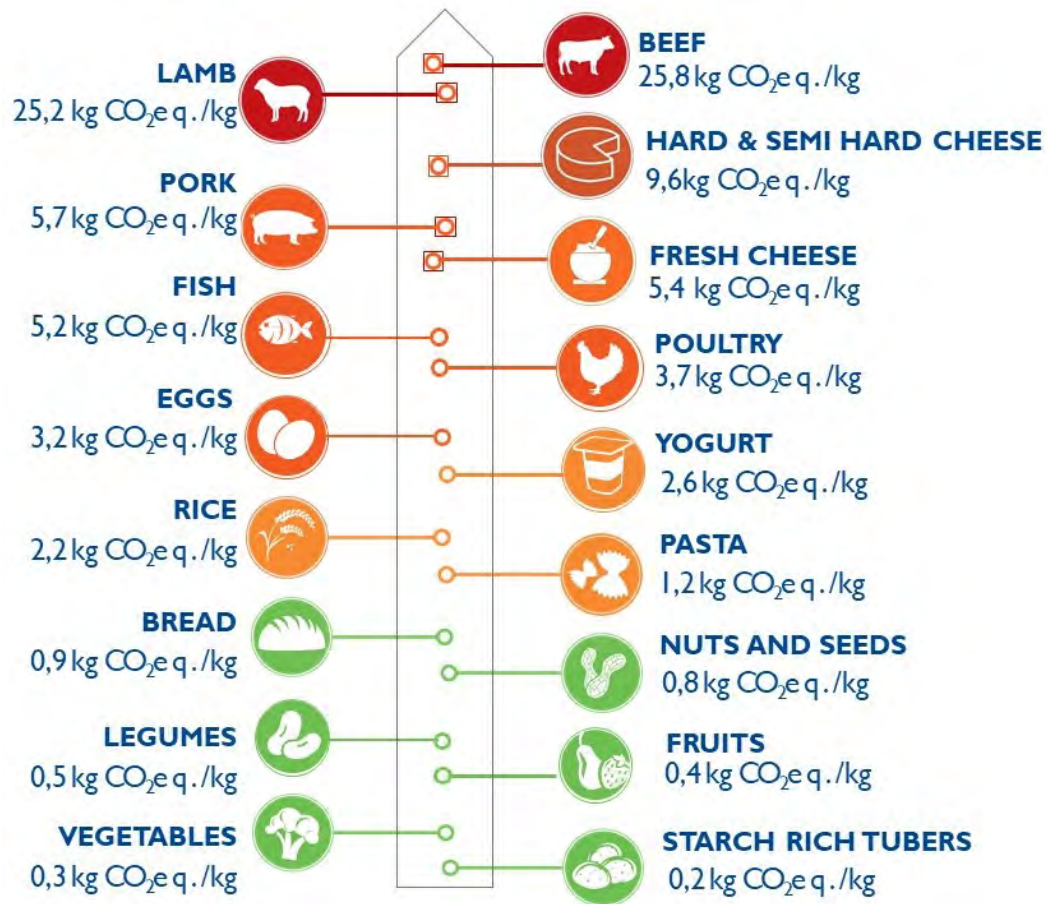 BEEF
25,8 kg CO₂e q ./kg
LAMB
25,2 kg CO₂e q ./kg
HARD & SEMI HARD CHEESE
9,6kg CO₂e q ./kg
PORK
5,7 kg CO₂e q ./kg
FRESH CHEESE
5,4 kg CO₂e q ./kg
FISH
5,2 kg CO₂e q ./kg
POULTRY
3,7 kg CO₂e q ./kg
EGGS
3,2 kg CO₂e q ./kg
YOGURT
2,6 kg CO₂e q ./kg
RICE
2,2 kg CO₂e q ./kg
PASTA
1,2 kg CO₂e q ./kg
BREAD
0,9 kg CO₂e q ./kg
NUTS AND SEEDS
0,8 kg CO₂e q ./kg
LEGUMES
0,5 kg CO₂e q ./kg
FRUITS
0,4 kg CO₂e q ./kg
VEGETABLES
0,3 kg CO₂e q ./kg
STARCH RICH TUBERS
0,2 kg CO₂e q ./kg